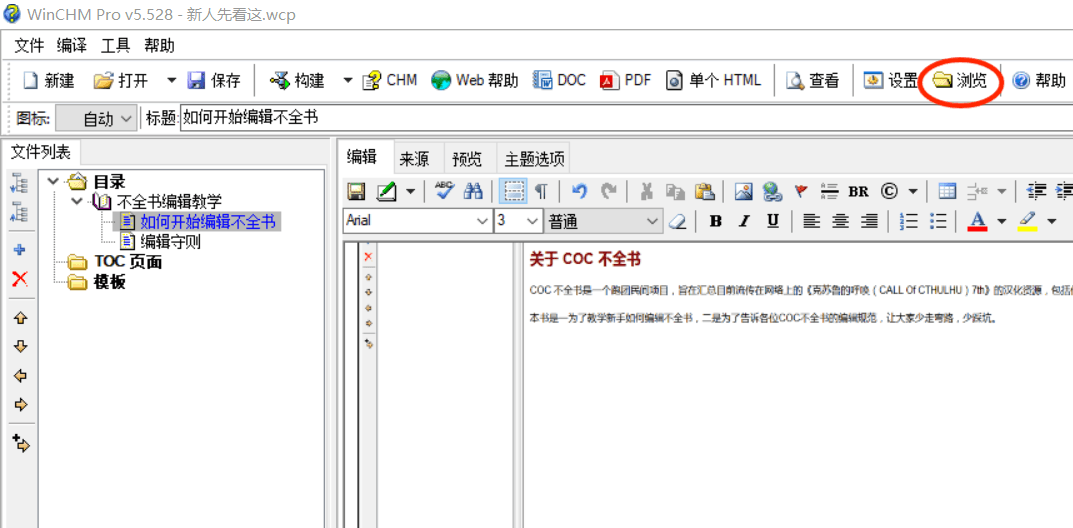 WinCHM Pro v5.528 - 新人先看这.wcp
文件 编译 工具 帮助
新建 打开 保存 构建 CHM Web 帮助 DOC PDF 单个 HTML 查看 设置 浏览 帮助
图标: 自动 标题: 如何开始编辑不全书
文件列表
编辑 来源 预览 主题选项
目录
不全书编辑教学
如何开始编辑不全书
编辑守则
TOC 页面
模板
ABC BR ©
Arial 3 普通 B I U A
关于 COC 不全书
COC 不全书是一个跑团民间项目，旨在汇总目前流传在网络上的《克苏鲁的呼唤（CALL Of CTHULHU）7th》的汉化资源，包括
本书是一为了教学新手如何编辑不全书，二是为了告诉各位COC不全书的编辑规范，让大家少走弯路，少踩坑。